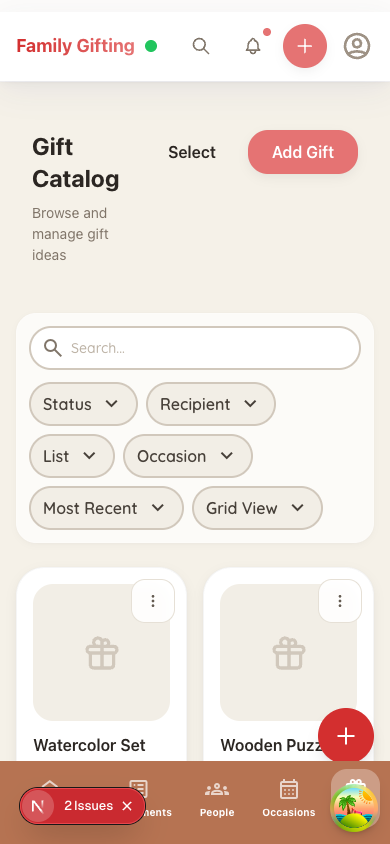 Family Gifting
Gift
Catalog
Select
Add Gift
Browse and
manage gift
ideas
Search...
Status
Recipient
List
Occasion
Most Recent
Grid View
Watercolor Set
Wooden Puzz
N
2 Issues
People
Occasions